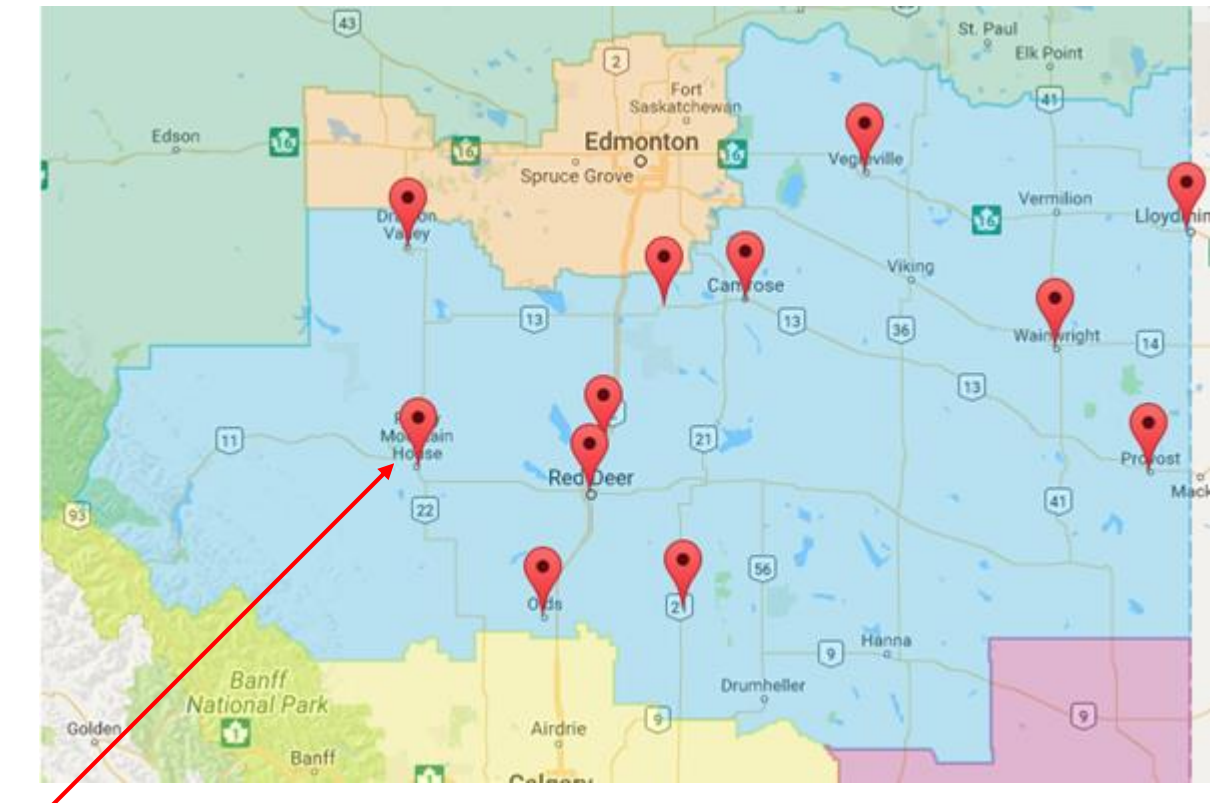 43
St. Paul
Elk Point
2
Fort
Saskatchewan
41
Edson
16
16
Edmonton
16
Spruce Grove
Vegreville
Vermilion
16
Drayton
Valley
Viking
Camrose
13
13
36
Wainwright
14
13
Rocky
Mountain
House
11
21
Provost
Red Deer
Mack
22
41
93
56
Olds
21
Hanna
9
Banff
National Park
Drumheller
9
9
Golden
1
Airdrie
Banff
1
Calgary